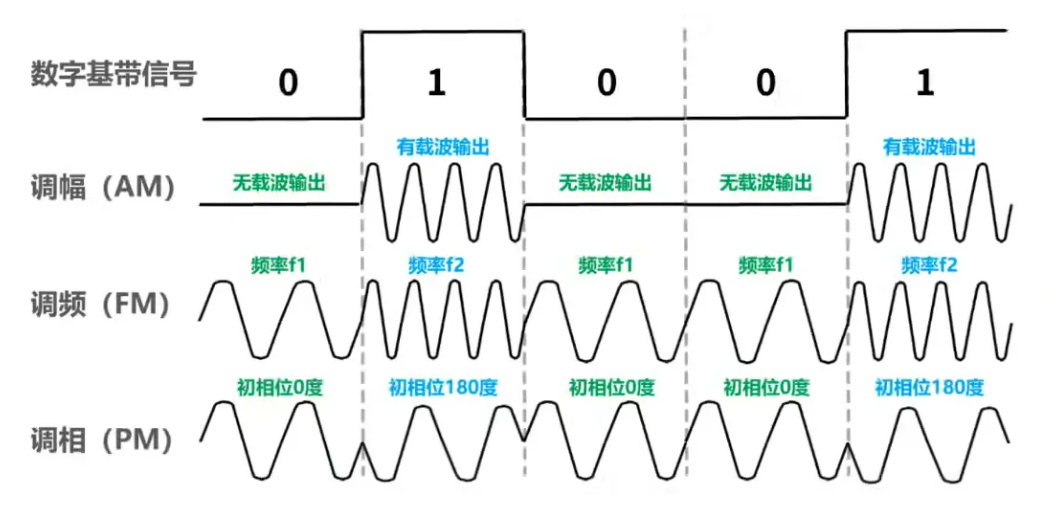 数字基带信号
0 1 0 0 1
有载波输出 有载波输出
调幅（AM） 无载波输出 无载波输出 无载波输出
频率f1 频率f2 频率f1 频率f1 频率f2
调频（FM）
初相位0度 初相位180度 初相位0度 初相位0度 初相位180度
调相（PM）